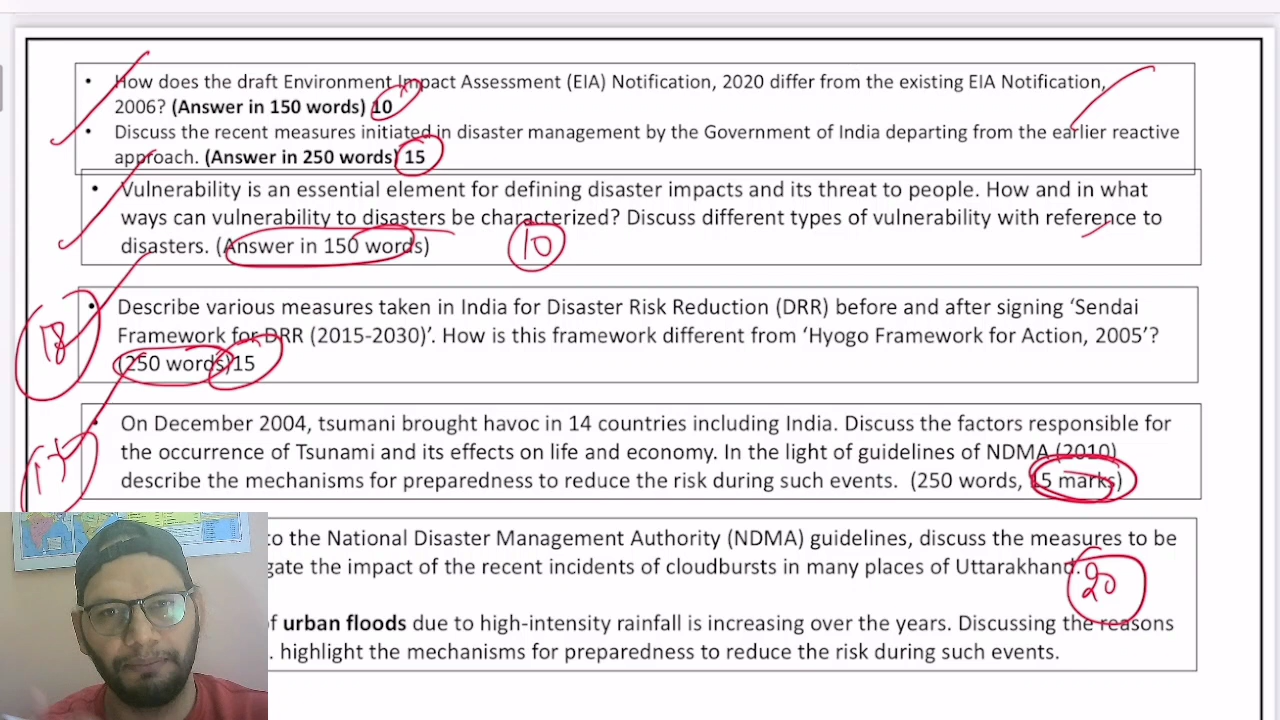 • How does the draft Environment Impact Assessment (EIA) Notification, 2020 differ from the existing EIA Notification,
2006? (Answer in 150 words) 10
• Discuss the recent measures initiated in disaster management by the Government of India departing from the earlier reactive
approach. (Answer in 250 words) 15
• Vulnerability is an essential element for defining disaster impacts and its threat to people. How and in what
ways can vulnerability to disasters be characterized? Discuss different types of vulnerability with reference to
disasters. (Answer in 150 words) 10
• Describe various measures taken in India for Disaster Risk Reduction (DRR) before and after signing ‘Sendai
18 Framework for DRR (2015-2030)’. How is this framework different from ‘Hyogo Framework for Action, 2005’?
(250 words)15
• On December 2004, tsumani brought havoc in 14 countries including India. Discuss the factors responsible for
the occurrence of Tsunami and its effects on life and economy. In the light of guidelines of NDMA (2010)
describe the mechanisms for preparedness to reduce the risk during such events. (250 words, 15 marks)
to the National Disaster Management Authority (NDMA) guidelines, discuss the measures to be
gate the impact of the recent incidents of cloudbursts in many places of Uttarakhand. 20
f urban floods due to high-intensity rainfall is increasing over the years. Discussing the reasons
. highlight the mechanisms for preparedness to reduce the risk during such events.